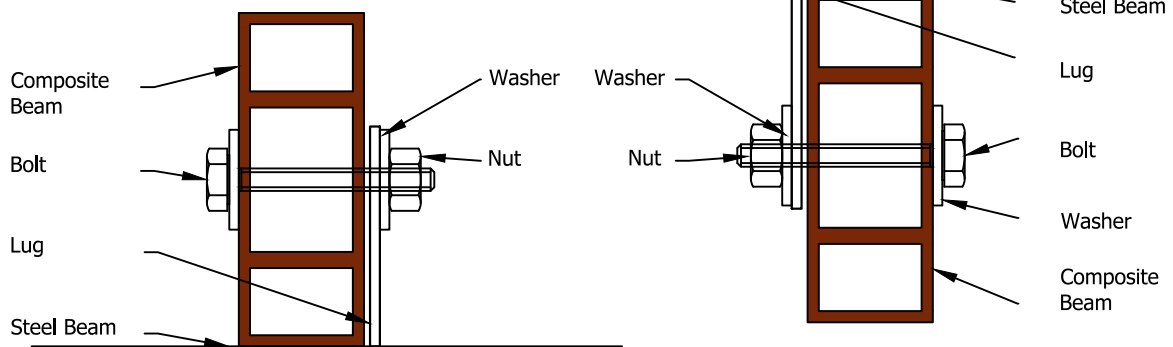 Composite
Beam
Bolt
Lug
Steel Beam
Washer
Nut
Washer
Nut
Steel Beam
Lug
Bolt
Washer
Composite
Beam